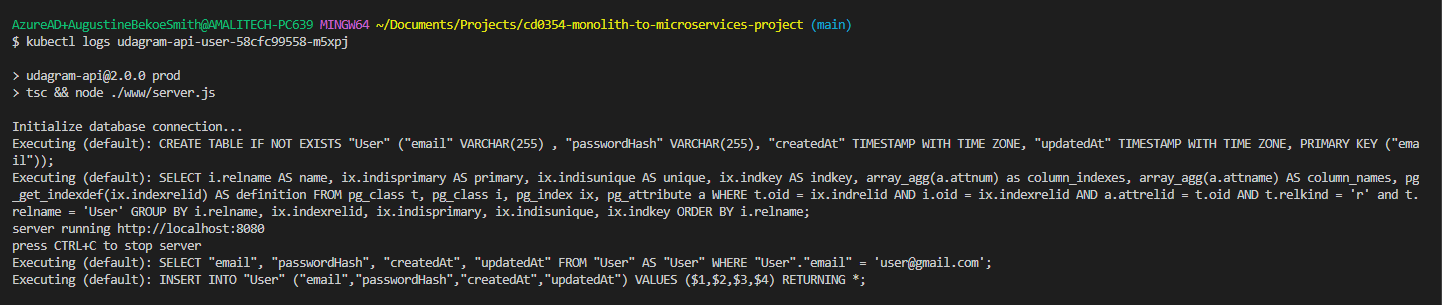 AzureAD+AugustineBekoeSmith@AMALITECH-PC639 MINGW64 ~/Documents/Projects/cd0354-monolith-to-microservices-project (main)
$ kubectl logs udagram-api-user-58cfc99558-m5xpj
> udagram-api@2.0.0 prod
> tsc && node ./www/server.js
Initialize database connection...
Executing (default): CREATE TABLE IF NOT EXISTS "User" ("email" VARCHAR(255) , "passwordHash" VARCHAR(255), "createdAt" TIMESTAMP WITH TIME ZONE, "updatedAt" TIMESTAMP WITH TIME ZONE, PRIMARY KEY ("ema
il"));
Executing (default): SELECT i.relname AS name, ix.indisprimary AS primary, ix.indisunique AS unique, ix.indkey AS indkey, array_agg(a.attnum) as column_indexes, array_agg(a.attname) AS column_names, pg
_get_indexdef(ix.indexrelid) AS definition FROM pg_class t, pg_class i, pg_index ix, pg_attribute a WHERE t.oid = ix.indrelid AND i.oid = ix.indexrelid AND a.attrelid = t.oid AND t.relkind = 'r' and t.
relname = 'User' GROUP BY i.relname, ix.indexrelid, ix.indisprimary, ix.indisunique, ix.indkey ORDER BY i.relname;
server running http://localhost:8080
press CTRL+C to stop server
Executing (default): SELECT "email", "passwordHash", "createdAt", "updatedAt" FROM "User" AS "User" WHERE "User"."email" = 'user@gmail.com';
Executing (default): INSERT INTO "User" ("email","passwordHash","createdAt","updatedAt") VALUES ($1,$2,$3,$4) RETURNING *;